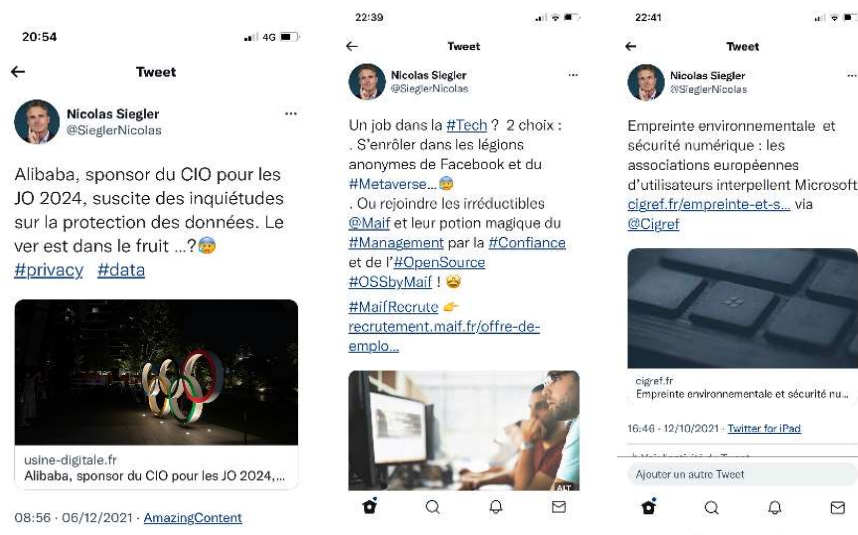 20:54
4G
Tweet
Nicolas Siegler
@SieglerNicolas
Alibaba, sponsor du CIO pour les
JO 2024, suscite des inquiétudes
sur la protection des données. Le
ver est dans le fruit ...?😰
#privacy #data
usine-digitale.fr
Alibaba, sponsor du CIO pour les JO 2024,...
08:56 · 06/12/2021 · AmazingContent
22:39
Tweet
Nicolas Siegler
@SieglerNicolas
Un job dans la #Tech ? 2 choix :
. S'enrôler dans les légions
anonymes de Facebook et du
#Metaverse...😰
. Ou rejoindre les irréductibles
@Maif et leur potion magique du
#Management par la #Confiance
et de l'#OpenSource
#OSSbyMaif ! 🤩
#MaifRecrute 👉
recrutement.maif.fr/offre-de-
emplo...
ALT
22:41
Tweet
Nicolas Siegler
@SieglerNicolas
Empreinte environnementale et
sécurité numérique : les
associations européennes
d'utilisateurs interpellent Microsoft
cigref.fr/empreinte-et-s... via
@Cigref
cigref.fr
Empreinte environnementale et sécurité nu...
16:46 · 12/10/2021 · Twitter for iPad
Ajouter un autre Tweet